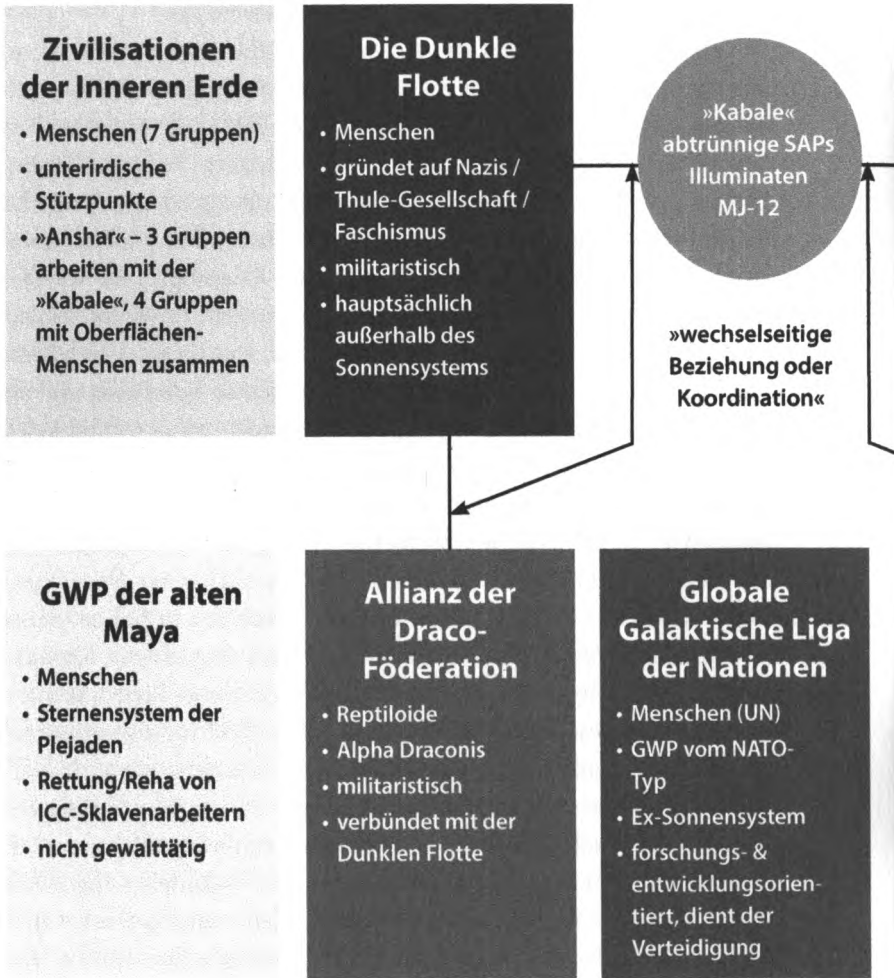 Zivilisationen
der Inneren Erde
• Menschen (7 Gruppen)
• unterirdische
Stützpunkte
• »Anshar« – 3 Gruppen
arbeiten mit der
»Kabale«, 4 Gruppen
mit Oberflächen-
Menschen zusammen
Die Dunkle
Flotte
• Menschen
• gründet auf Nazis /
Thule-Gesellschaft /
Faschismus
• militaristisch
• hauptsächlich
außerhalb des
Sonnensystems
»Kabale«
abtrünnige SAPs
Illuminaten
MJ-12
»wechselseitige
Beziehung oder
Koordination«
GWP der alten
Maya
• Menschen
• Sternensystem der
Plejaden
• Rettung/Reha von
ICC-Sklavenarbeitern
• nicht gewalttätig
Allianz der
Draco-
Föderation
• Reptiloide
• Alpha Draconis
• militaristisch
• verbündet mit der
Dunklen Flotte
Globale
Galaktische Liga
der Nationen
• Menschen (UN)
• GWP vom NATO-
Typ
• Ex-Sonnensystem
• forschungs- &
entwicklungsorien-
tiert, dient der
Verteidigung